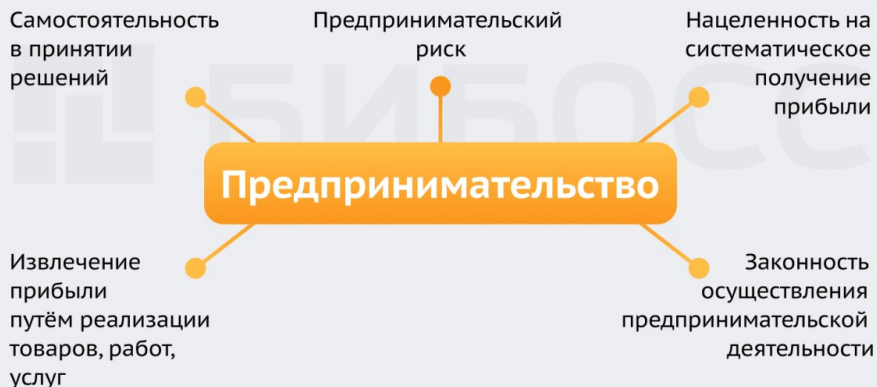 Самостоятельность
в принятии
решений
Предпринимательский
риск
Нацеленность на
систематическое
получение
прибыли
БИБОСС
Предпринимательство
Извлечение
прибыли
путём реализации
товаров, работ,
услуг
Законность
осуществления
предпринимательской
деятельности